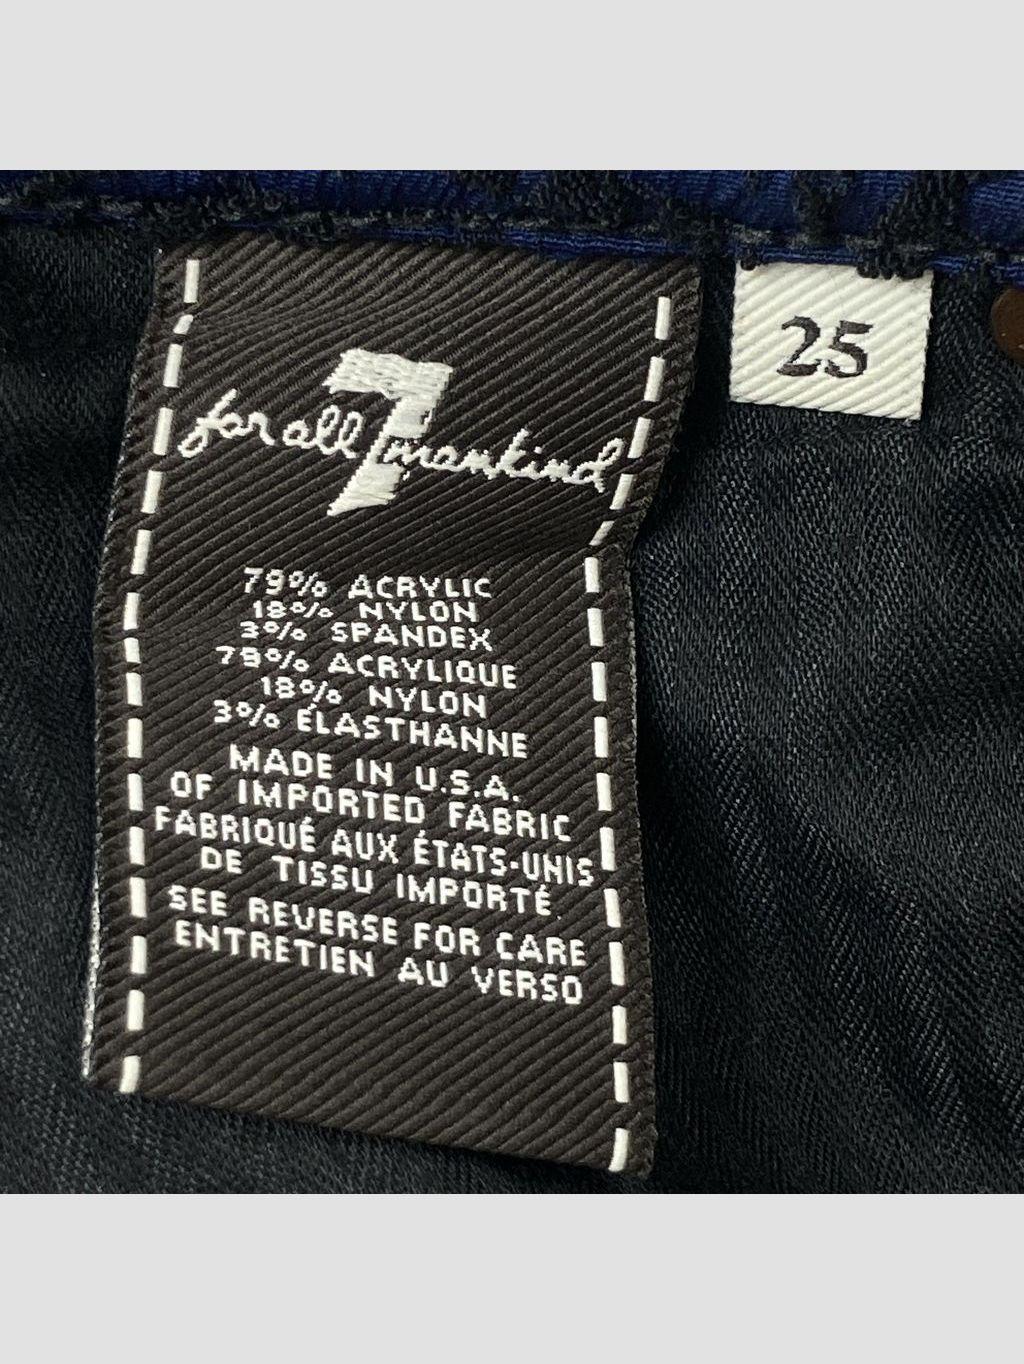 7
for all mankind
25
79% ACRYLIC
18% NYLON
3% SPANDEX
79% ACRYLIQUE
18% NYLON
3% ÉLASTHANNE
MADE IN U.S.A.
OF IMPORTED FABRIC
FABRIQUÉ AUX ÉTATS-UNIS
DE TISSU IMPORTÉ.
SEE REVERSE FOR CARE
ENTRETIEN AU VERSO